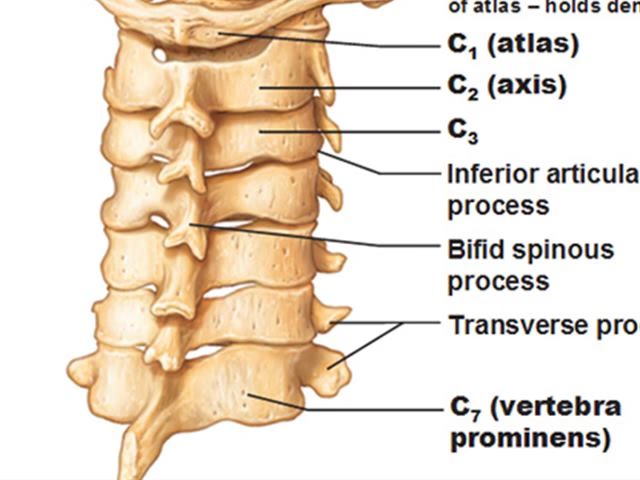 of atlas – holds den
C₁ (atlas)
C₂ (axis)
C₃
Inferior articula
process
Bifid spinous
process
Transverse pro
C₇ (vertebra
prominens)